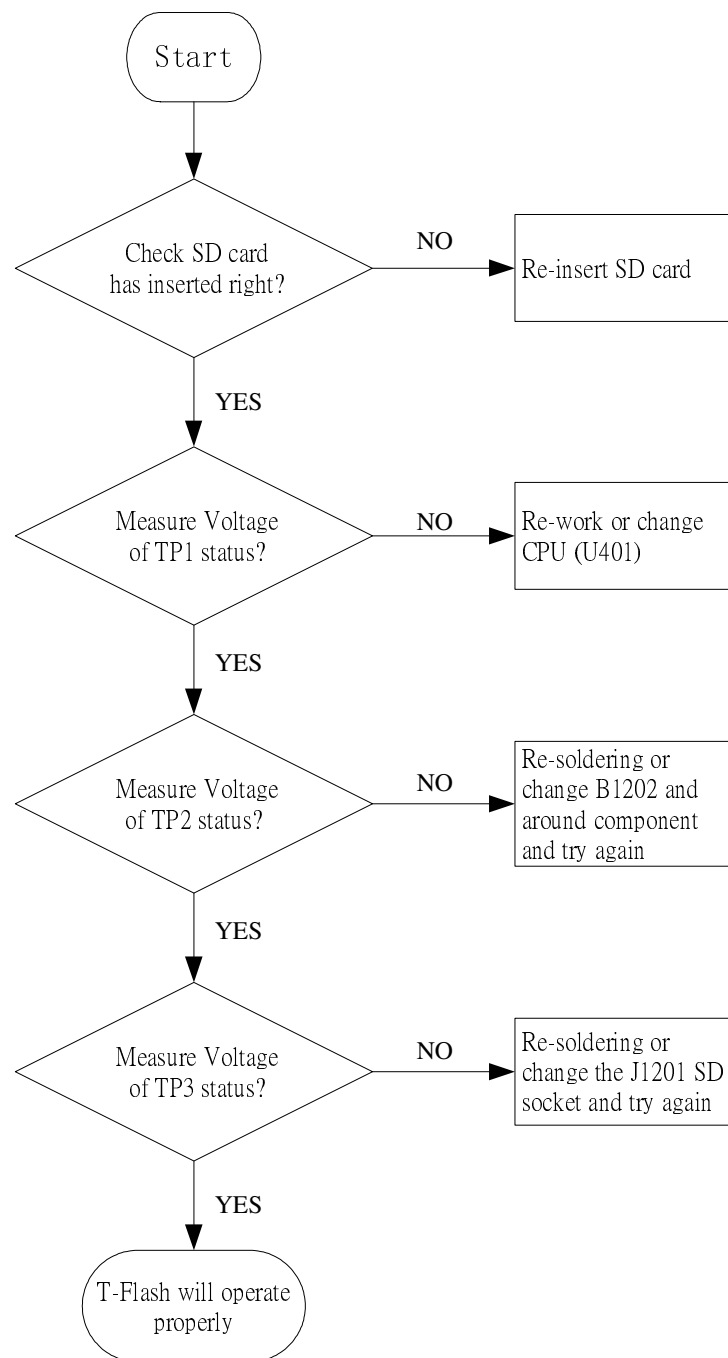 Start
Check SD card
has inserted right?
NO
Re-insert SD card
YES
Measure Voltage
of TP1 status?
NO
Re-work or change
CPU (U401)
YES
Measure Voltage
of TP2 status?
NO
Re-soldering or
change B1202 and
around component
and try again
YES
Measure Voltage
of TP3 status?
NO
Re-soldering or
change the J1201 SD
socket and try again
YES
T-Flash will operate
properly